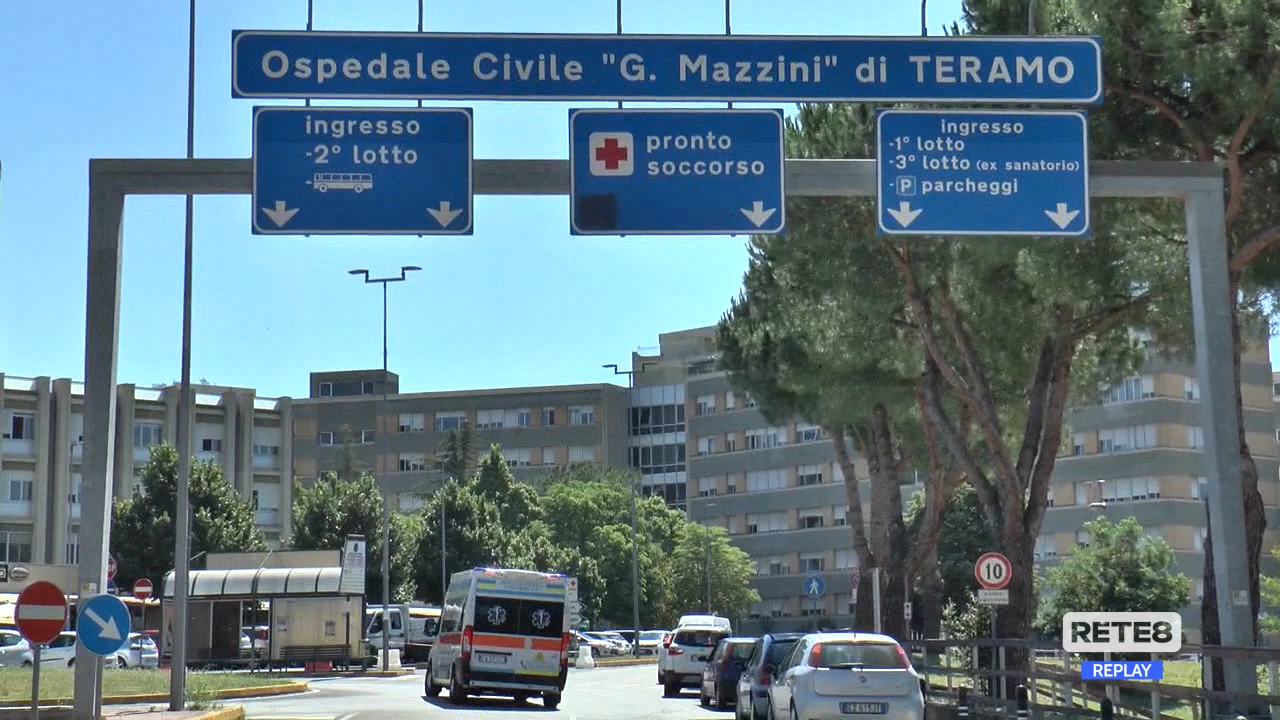 Ospedale Civile "G. Mazzini" di TERAMO
ingresso
-2° lotto
-
pronto
soccorso
ingresso
-1° lotto
-3° lotto (ex sanatorio)
- P parcheggi
10
RETE8
REPLAY